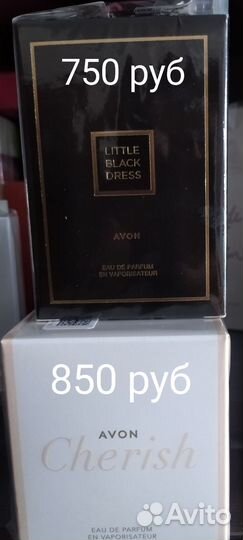 750 руб
LITTLE
BLACK
DRESS
AVON
EAU DE PARFUM
EN VAPORISATEUR
850 руб
AVON
Cherish
EAU DE PARFUM
EN VAPORISATEUR
Avito